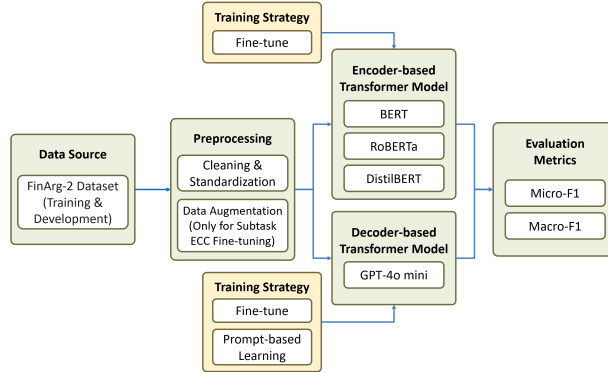 Training Strategy
Fine-tune
Encoder-based
Transformer Model
BERT
RoBERTa
DistilBERT
Data Source
FinArg-2 Dataset
(Training &
Development)
Preprocessing
Cleaning &
Standardization
Data Augmentation
(Only for Subtask
ECC Fine-tuning)
Evaluation
Metrics
Micro-F1
Macro-F1
Decoder-based
Transformer Model
GPT-4o mini
Training Strategy
Fine-tune
Prompt-based
Learning